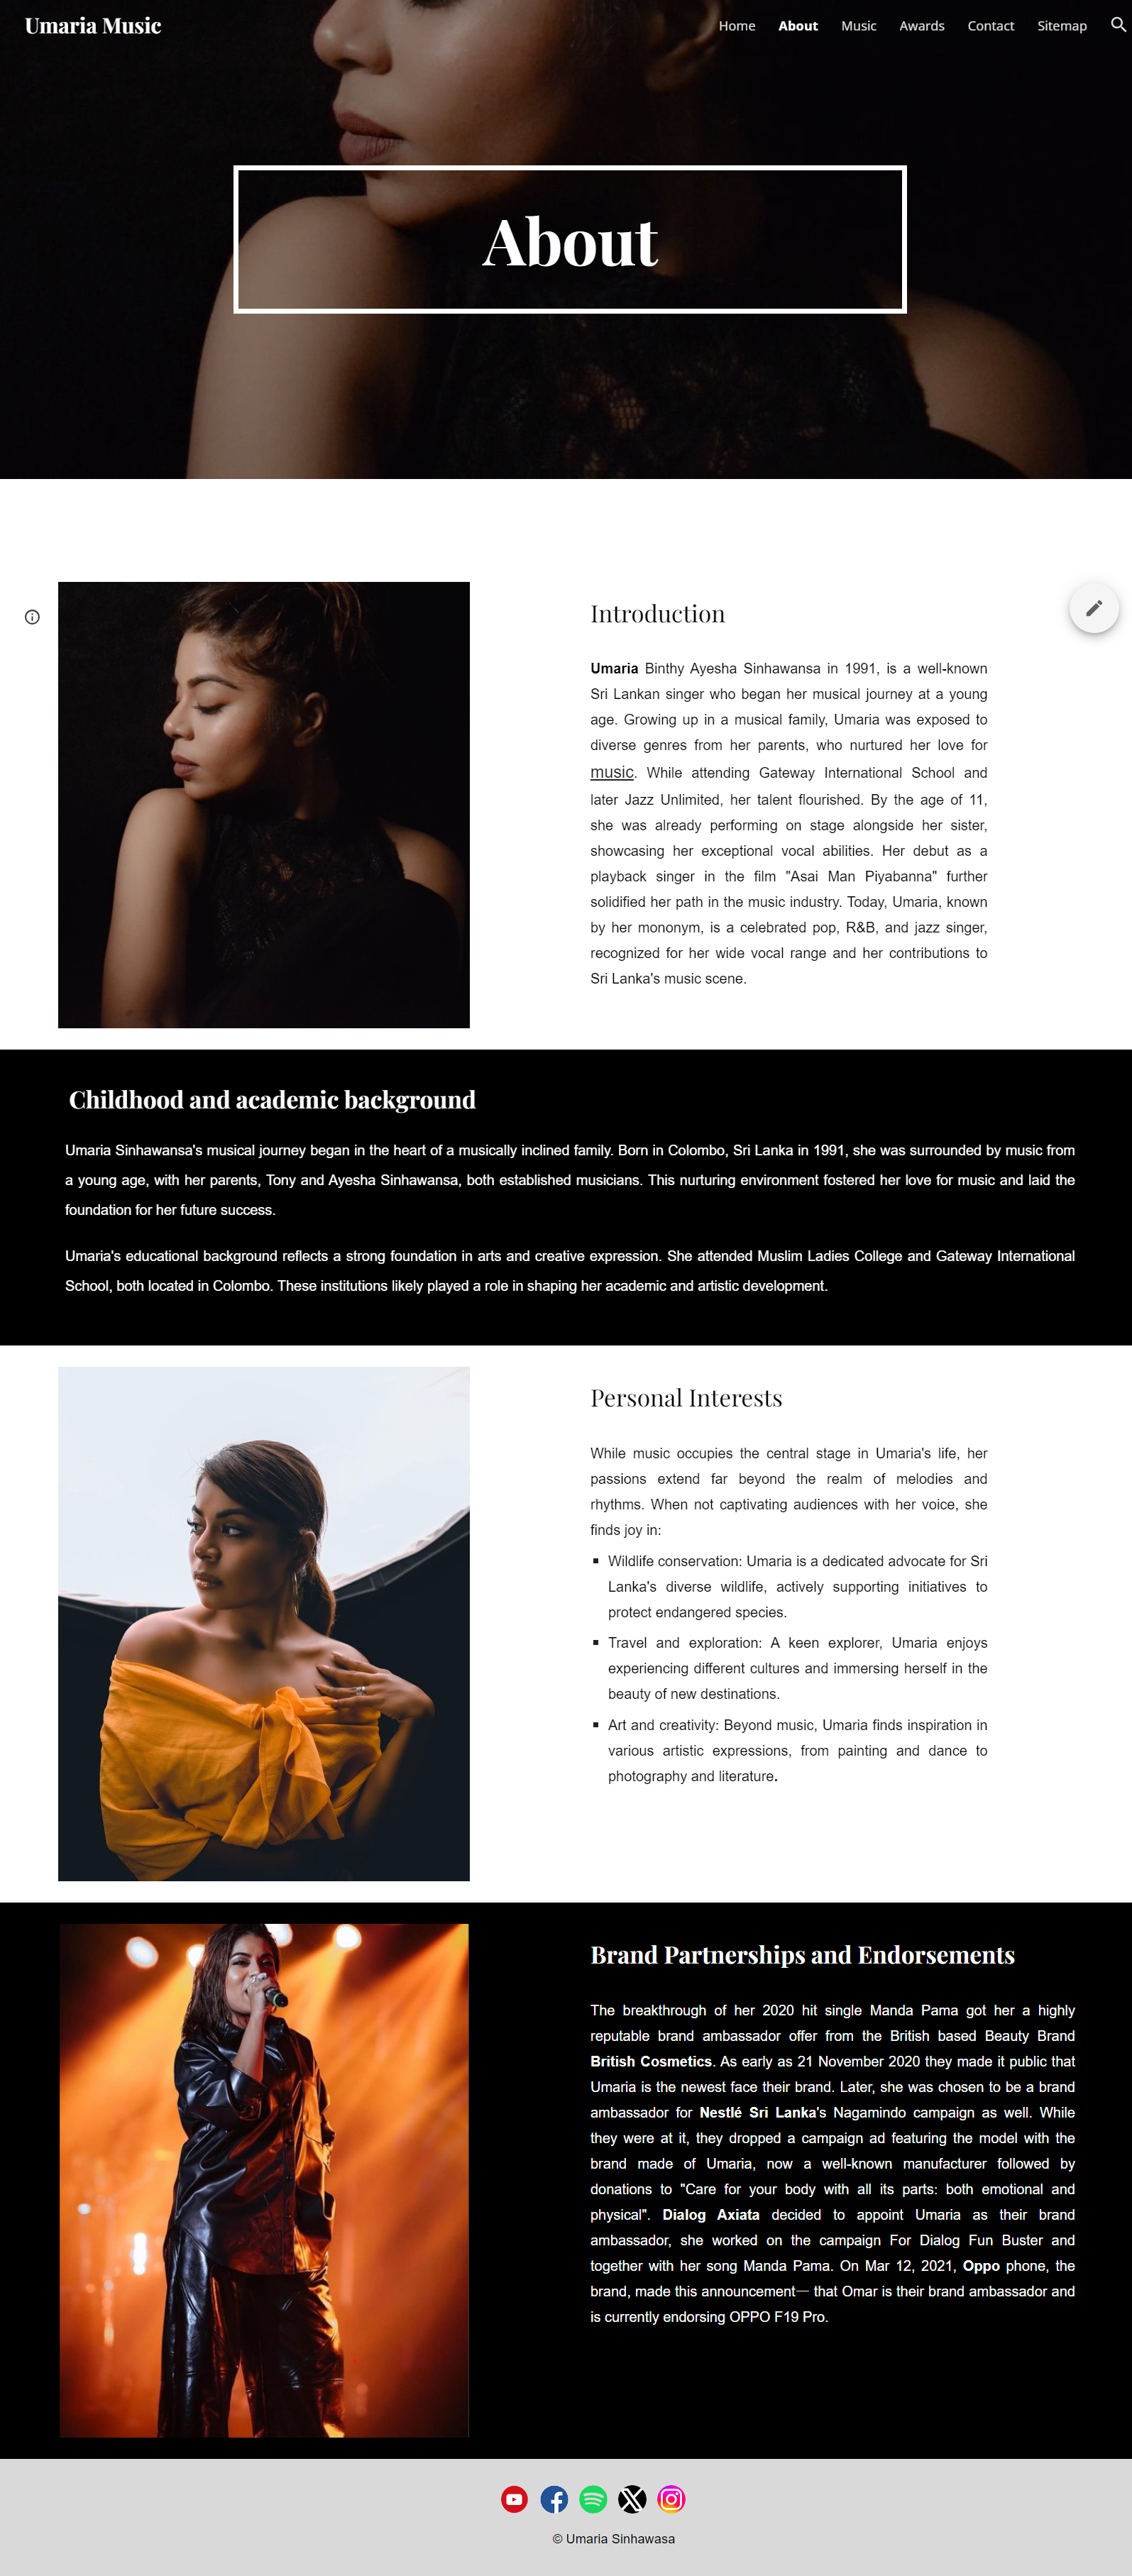 Umaria Music
Home About Music Awards Contact Sitemap
About
Introduction
Umaria Binthy Ayesha Sinhawansa in 1991, is a well-known
Sri Lankan singer who began her musical journey at a young
age. Growing up in a musical family, Umaria was exposed to
diverse genres from her parents, who nurtured her love for
music. While attending Gateway International School and
later Jazz Unlimited, her talent flourished. By the age of 11,
she was already performing on stage alongside her sister,
showcasing her exceptional vocal abilities. Her debut as a
playback singer in the film "Asai Man Piyabanna" further
solidified her path in the music industry. Today, Umaria, known
by her mononym, is a celebrated pop, R&B, and jazz singer,
recognized for her wide vocal range and her contributions to
Sri Lanka's music scene.
Childhood and academic background
Umaria Sinhawansa's musical journey began in the heart of a musically inclined family. Born in Colombo, Sri Lanka in 1991, she was surrounded by music from
a young age, with her parents, Tony and Ayesha Sinhawansa, both established musicians. This nurturing environment fostered her love for music and laid the
foundation for her future success.
Umaria's educational background reflects a strong foundation in arts and creative expression. She attended Muslim Ladies College and Gateway International
School, both located in Colombo. These institutions likely played a role in shaping her academic and artistic development.
Personal Interests
While music occupies the central stage in Umaria's life, her
passions extend far beyond the realm of melodies and
rhythms. When not captivating audiences with her voice, she
finds joy in:
▪ Wildlife conservation: Umaria is a dedicated advocate for Sri
Lanka's diverse wildlife, actively supporting initiatives to
protect endangered species.
▪ Travel and exploration: A keen explorer, Umaria enjoys
experiencing different cultures and immersing herself in the
beauty of new destinations.
▪ Art and creativity: Beyond music, Umaria finds inspiration in
various artistic expressions, from painting and dance to
photography and literature.
Brand Partnerships and Endorsements
The breakthrough of her 2020 hit single Manda Pama got her a highly
reputable brand ambassador offer from the British based Beauty Brand
British Cosmetics. As early as 21 November 2020 they made it public that
Umaria is the newest face their brand. Later, she was chosen to be a brand
ambassador for Nestlé Sri Lanka's Nagamindo campaign as well. While
they were at it, they dropped a campaign ad featuring the model with the
brand made of Umaria, now a well-known manufacturer followed by
donations to "Care for your body with all its parts: both emotional and
physical". Dialog Axiata decided to appoint Umaria as their brand
ambassador, she worked on the campaign For Dialog Fun Buster and
together with her song Manda Pama. On Mar 12, 2021, Oppo phone, the
brand, made this announcement— that Omar is their brand ambassador and
is currently endorsing OPPO F19 Pro.
© Umaria Sinhawasa